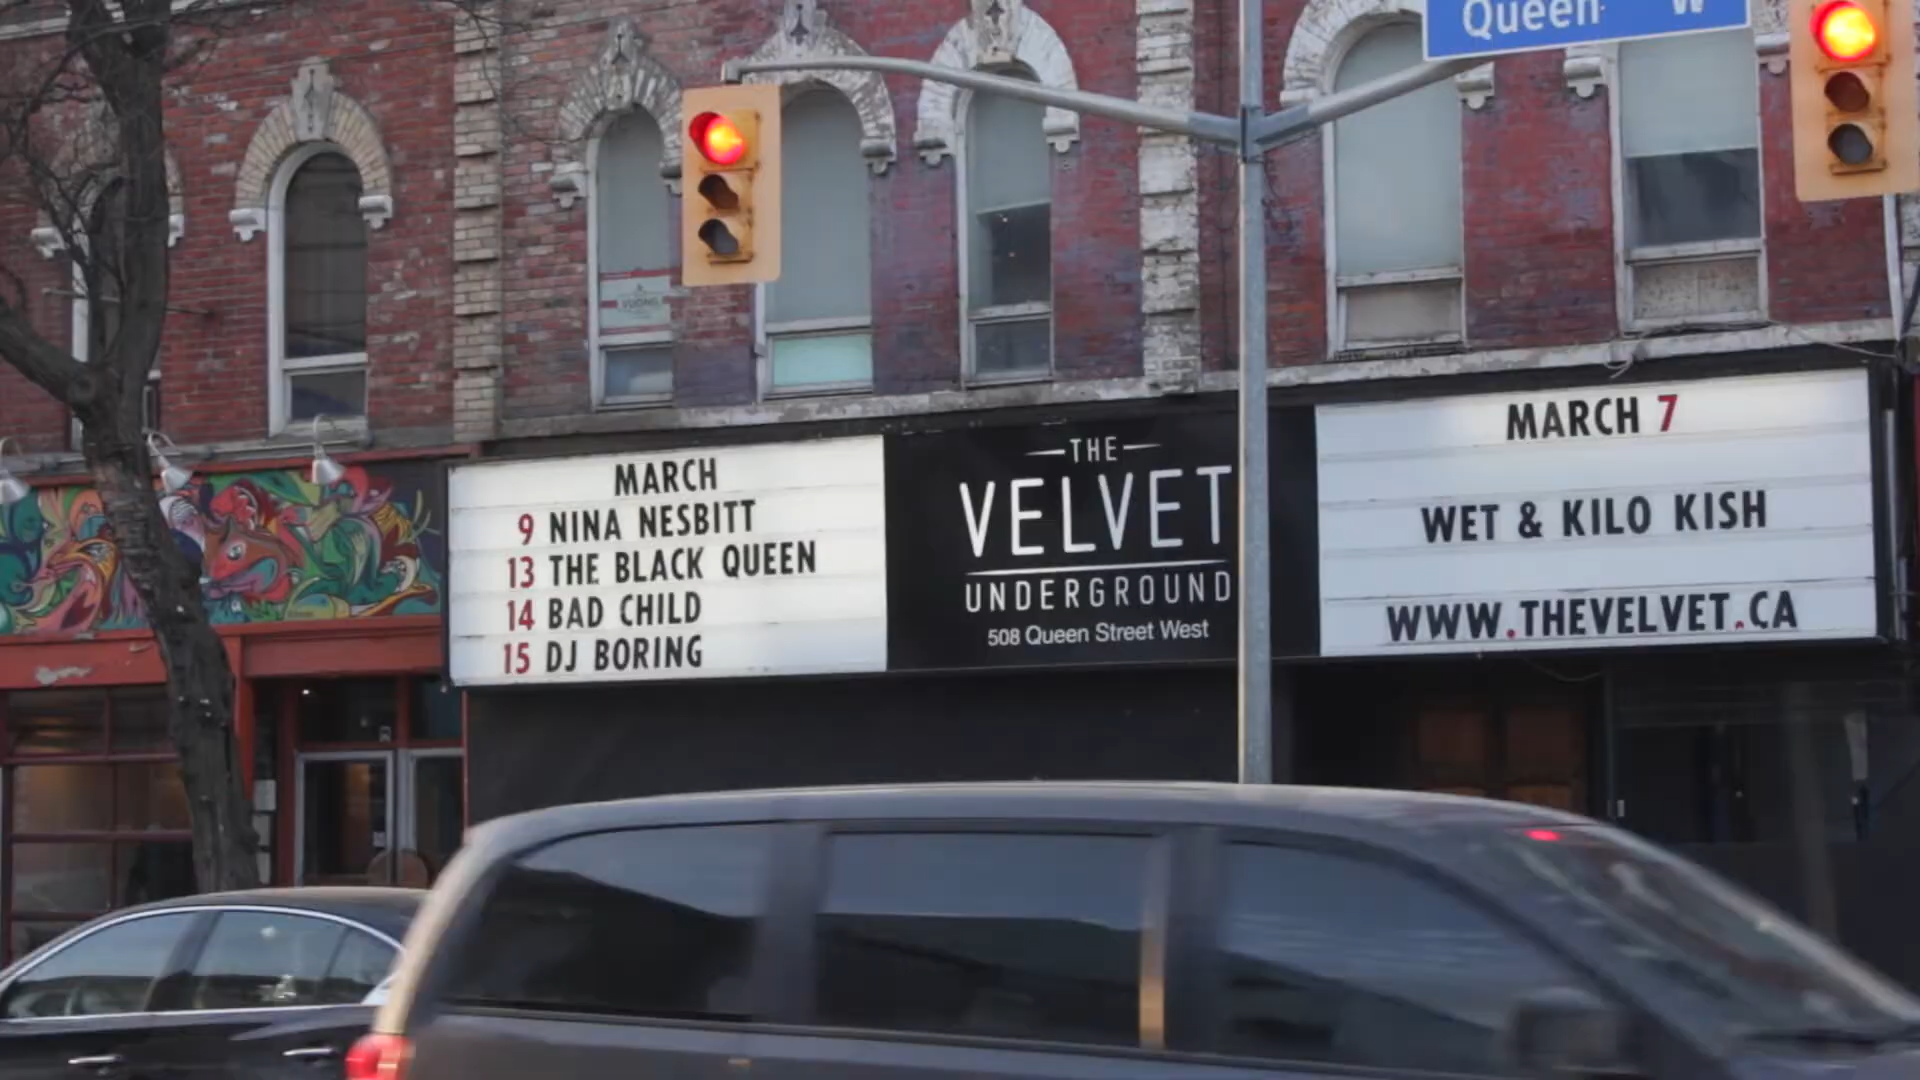 Queen W
VUONG
MARCH
9 NINA NESBITT
13 THE BLACK QUEEN
14 BAD CHILD
15 DJ BORING
THE
VELVET
UNDERGROUND
508 Queen Street West
MARCH 7
WET & KILO KISH
WWW.THEVELVET.CA